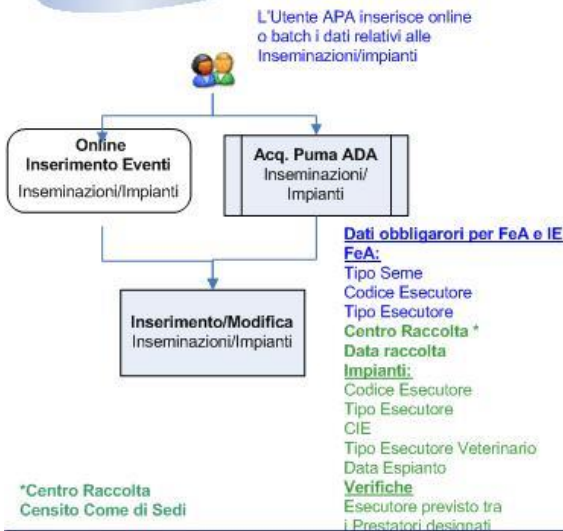 L'Utente APA inserisce online
o batch i dati relativi alle
Inseminazioni/impianti
Online
Inserimento Eventi
Inseminazioni/Impianti
Acq. Puma ADA
Inseminazioni/
Impianti
Inserimento/Modifica
Inseminazioni/Impianti
Dati obbligarori per FeA e IE
FeA:
Tipo Seme
Codice Esecutore
Tipo Esecutore
Centro Raccolta *
Data raccolta
Impianti:
Codice Esecutore
Tipo Esecutore
CIE
Tipo Esecutore Veterinario
Data Espianto
Verifiche
Esecutore previsto tra
i Prestatori designati
*Centro Raccolta
Censito Come di Sedi